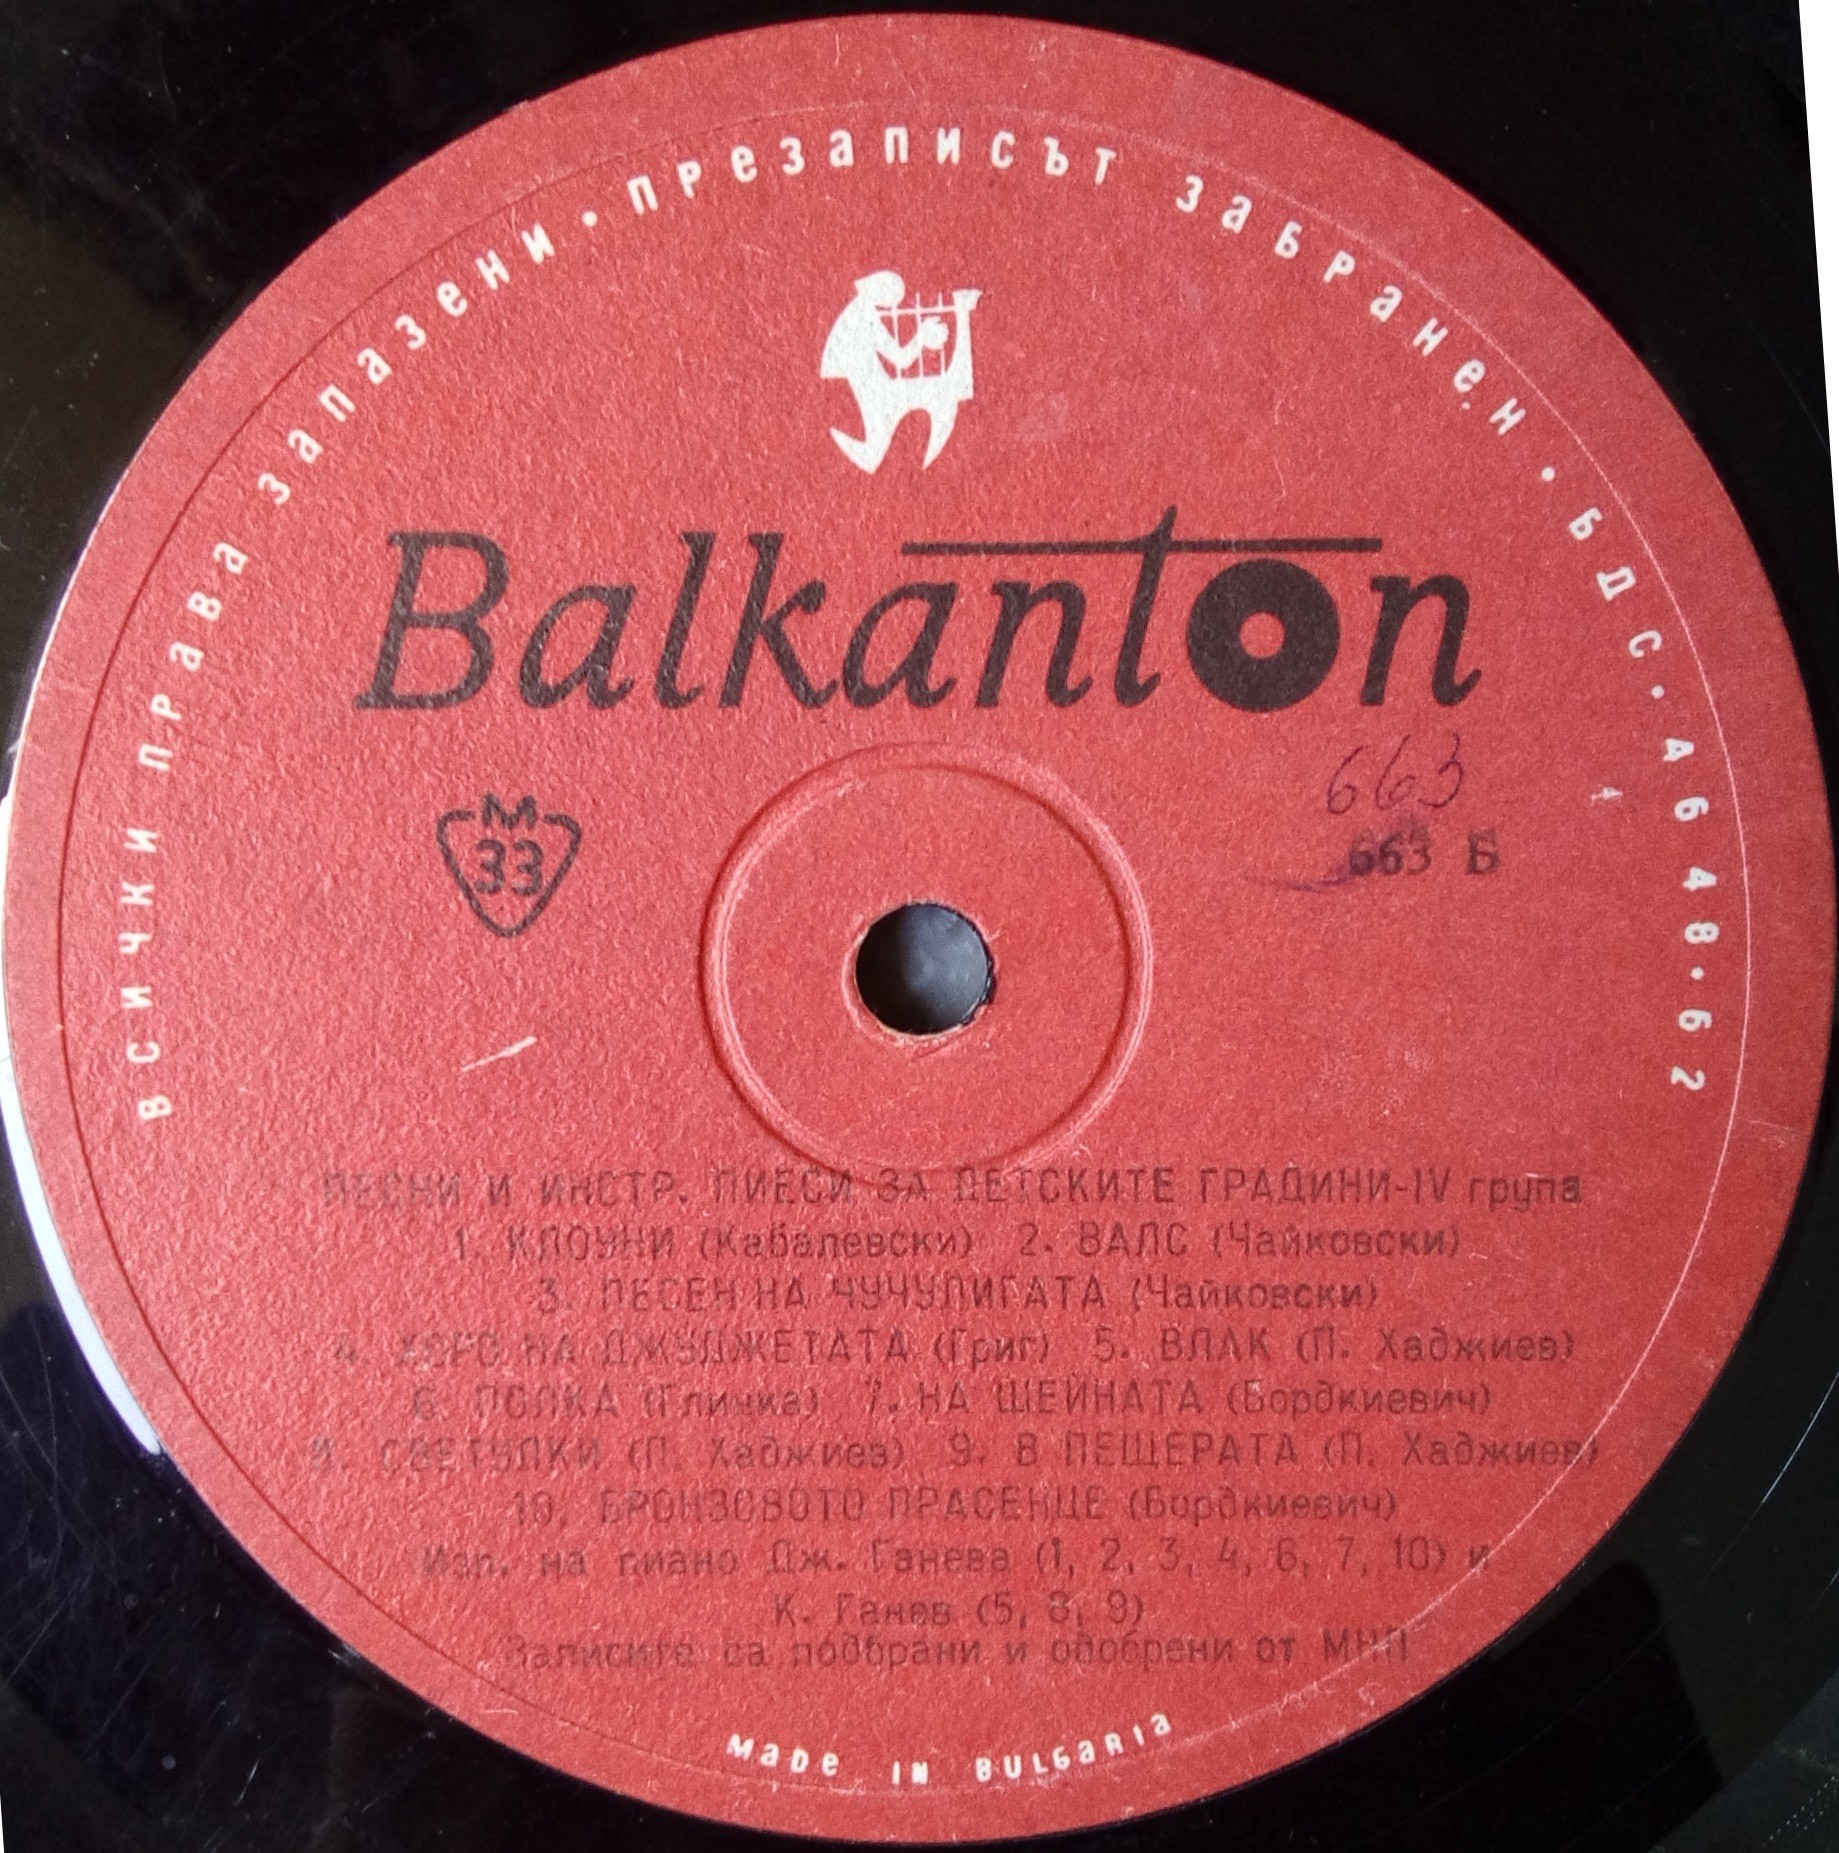 ВСИЧКИ ПРАВА ЗАПАЗЕНИ · ПРЕЗАПИСЪТ ЗАБРАНЕН · БДС · 4Б 48 · 62
Balkanton
663
М
33
663 Б
ПЕСНИ И ИНСТР. ПИЕСИ ЗА ДЕТСКИТЕ ГРАДИНИ-IV група
1. КЛОУНИ (Кабалевски) 2. ВАЛС (Чайковски)
3. ПЕСЕН НА ЧУЧУЛИГАТА (Чайковски)
4. ХОРО НА ДЖУДЖЕТАТА (Григ) 5. ВЛАК (П. Хаджиев)
6. ПОЛКА (Глинка) 7. НА ШЕЙНАТА (Бордкиевич)
8. СВЕТУЛКИ (П. Хаджиев) 9. В ПЕЩЕРАТА (П. Хаджиев)
10. БРОНЗОВОТО ПРАСЕНЦЕ (Бордкиевич)
Изп. на пиано Дж. Ганева (1, 2, 3, 4, 6, 7, 10) и
К. Ганев (5, 8, 9)
Записите са подбрани и одобрени от МНП
MADE IN BULGARIA